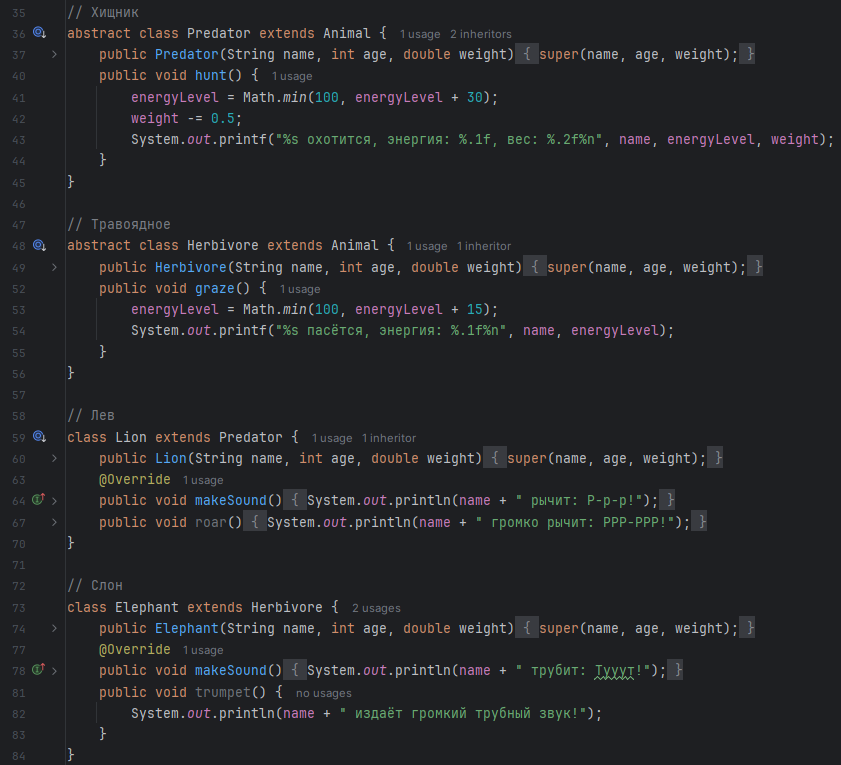 35 // Хищник
36 abstract class Predator extends Animal { 1 usage 2 inheritors
37 public Predator(String name, int age, double weight) { super(name, age, weight); }
40 public void hunt() { 1 usage
41 energyLevel = Math.min(100, energyLevel + 30);
42 weight -= 0.5;
43 System.out.printf("%s охотится, энергия: %.1f, вес: %.2f%n", name, energyLevel, weight);
44 }
45 }
46
47 // Травоядное
48 abstract class Herbivore extends Animal { 1 usage 1 inheritor
49 public Herbivore(String name, int age, double weight) { super(name, age, weight); }
52 public void graze() { 1 usage
53 energyLevel = Math.min(100, energyLevel + 15);
54 System.out.printf("%s пасётся, энергия: %.1f%n", name, energyLevel);
55 }
56 }
57
58 // Лев
59 class Lion extends Predator { 1 usage 1 inheritor
60 public Lion(String name, int age, double weight) { super(name, age, weight); }
63 @Override 1 usage
64 public void makeSound() { System.out.println(name + " рычит: Р-р-р!"); }
67 public void roar() { System.out.println(name + " громко рычит: РРР-РРР!"); }
70 }
71
72 // Слон
73 class Elephant extends Herbivore { 2 usages
74 public Elephant(String name, int age, double weight) { super(name, age, weight); }
77 @Override 1 usage
78 public void makeSound() { System.out.println(name + " трубит: Тууут!"); }
81 public void trumpet() { no usages
82 System.out.println(name + " издаёт громкий трубный звук!");
83 }
84 }